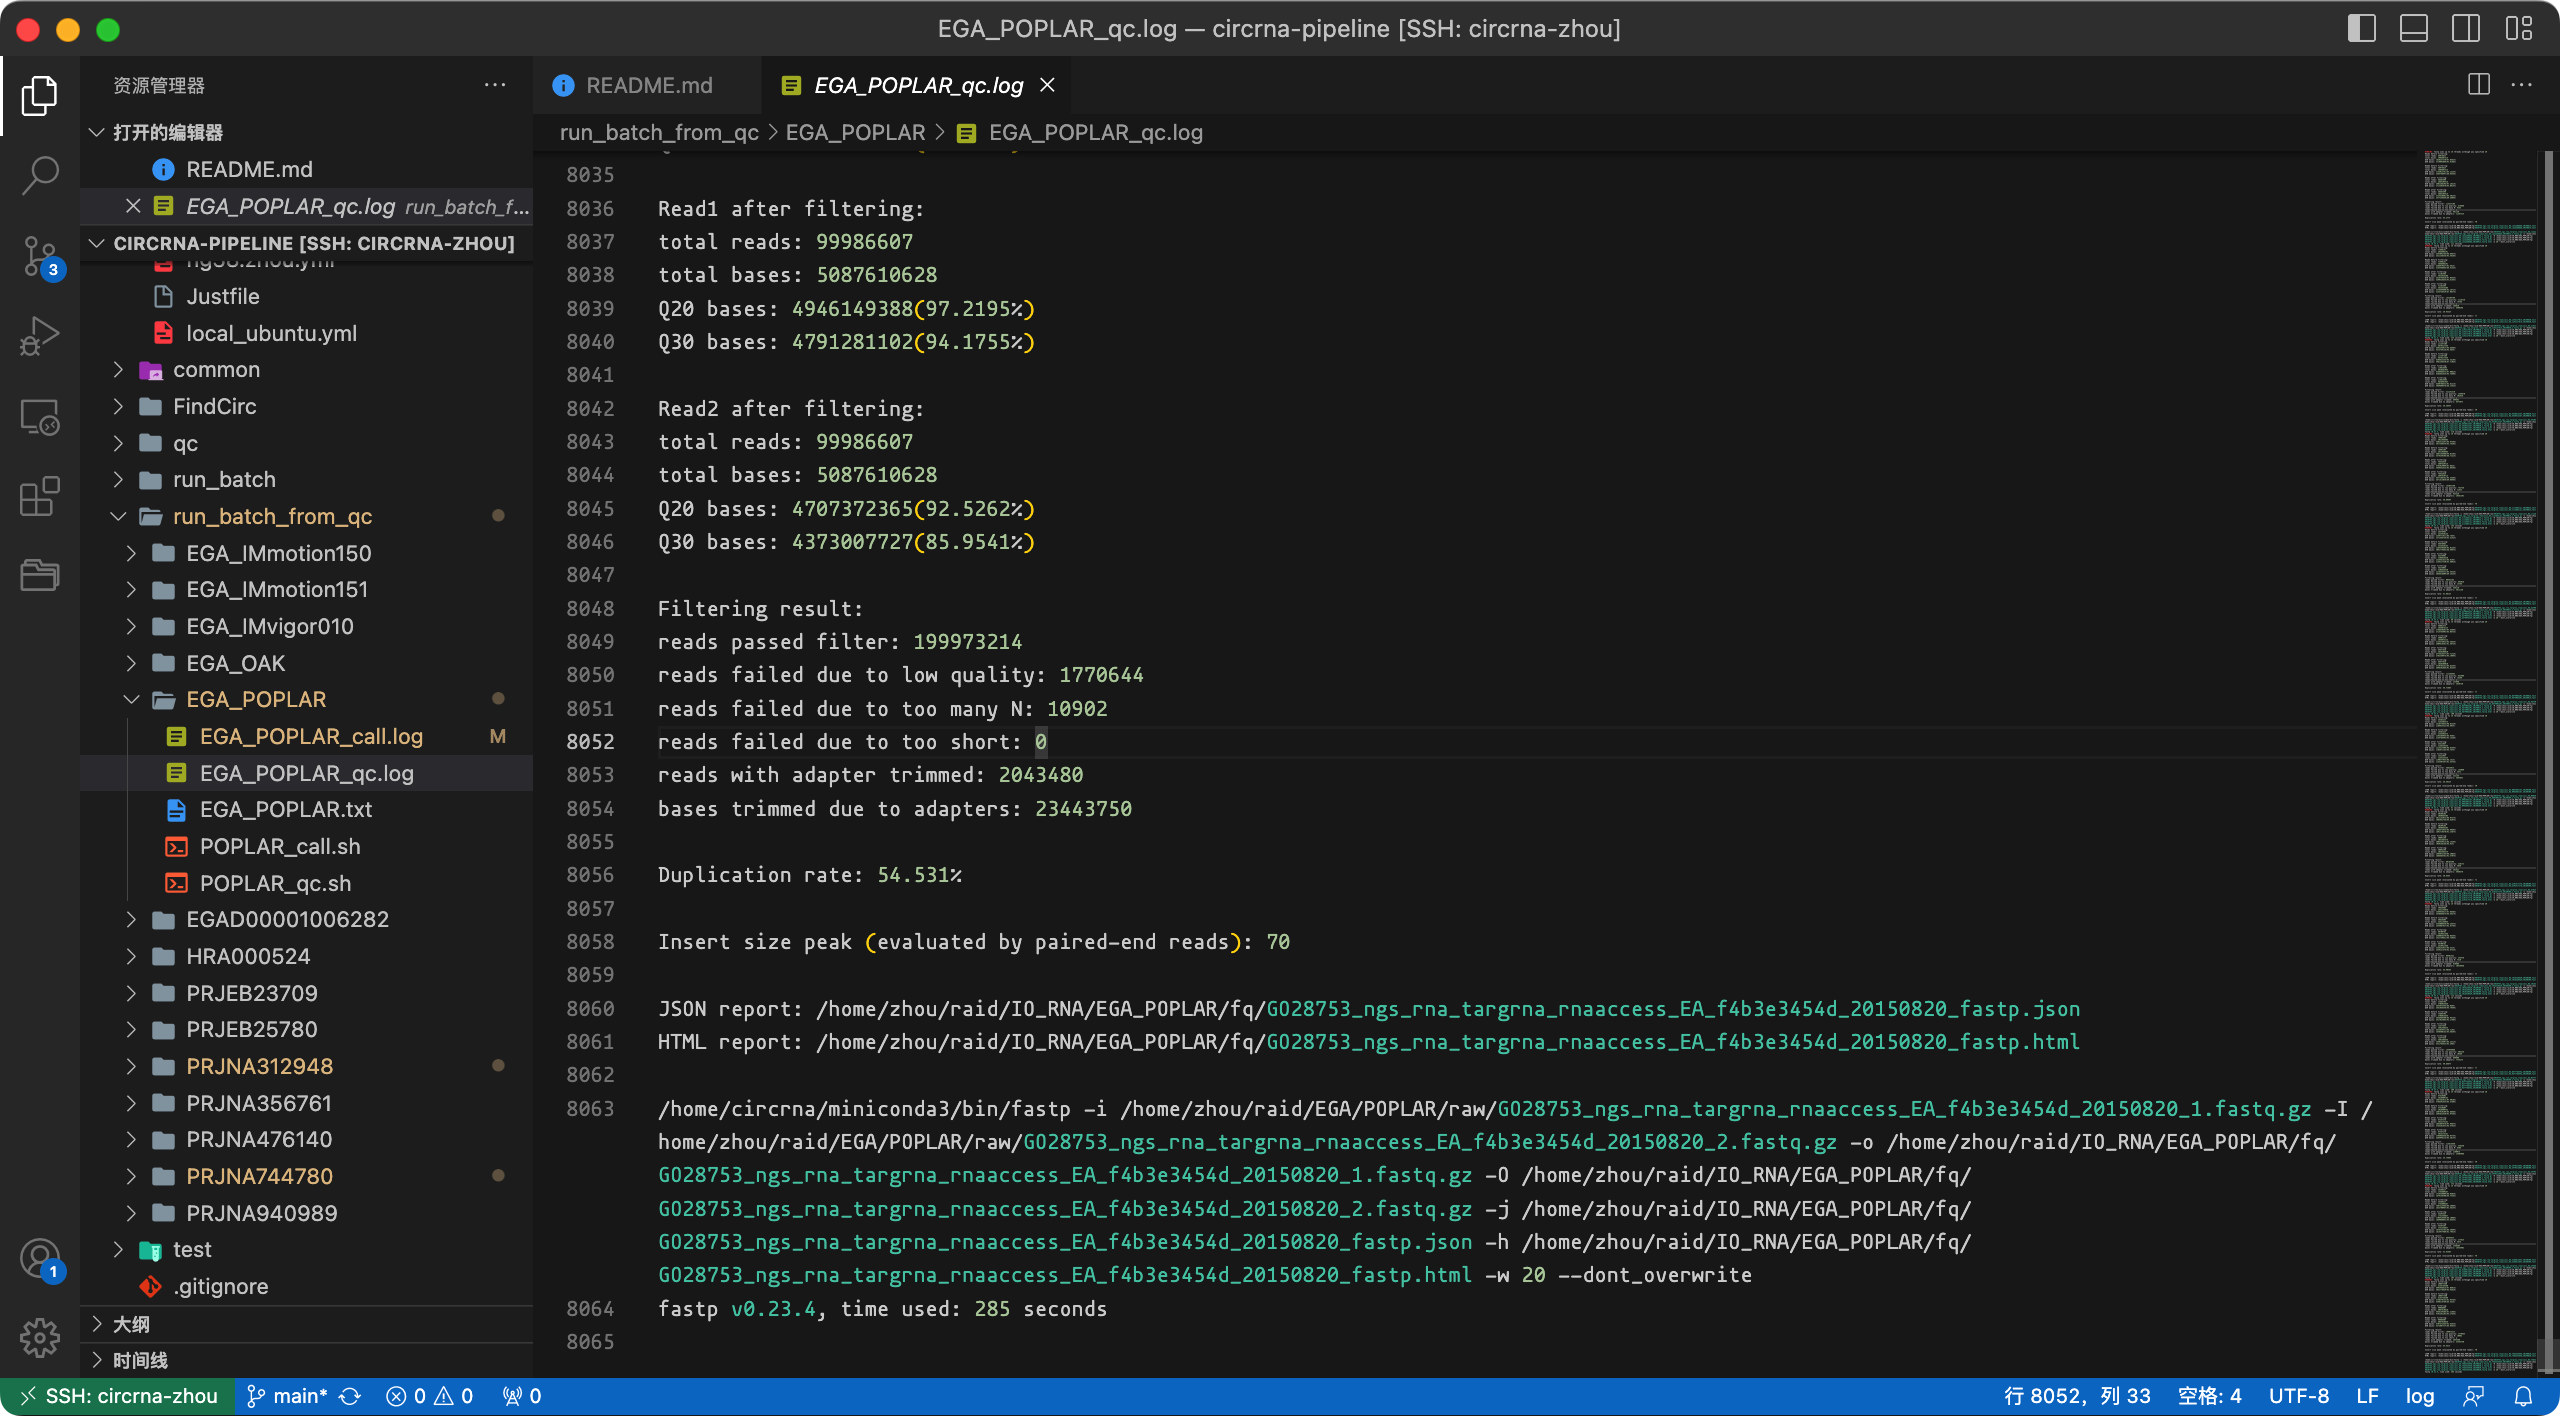 EGA_POPLAR_qc.log — circrna-pipeline [SSH: circrna-zhou]
资源管理器
打开的编辑器
README.md
EGA_POPLAR_qc.log run_batch_f...
CIRCRNA-PIPELINE [SSH: CIRCRNA-ZHOU]
Justfile
local_ubuntu.yml
common
FindCirc
qc
run_batch
run_batch_from_qc
EGA_IMmotion150
EGA_IMmotion151
EGA_IMvigor010
EGA_OAK
EGA_POPLAR
EGA_POPLAR_call.log M
EGA_POPLAR_qc.log
EGA_POPLAR.txt
POPLAR_call.sh
POPLAR_qc.sh
EGAD00001006282
HRA000524
PRJEB23709
PRJEB25780
PRJNA312948
PRJNA356761
PRJNA476140
PRJNA744780
PRJNA940989
test
.gitignore
大纲
时间线
3
1
README.md
EGA_POPLAR_qc.log
run_batch_from_qc > EGA_POPLAR > EGA_POPLAR_qc.log
8035
8036 Read1 after filtering:
8037 total reads: 99986607
8038 total bases: 5087610628
8039 Q20 bases: 4946149388(97.2195%)
8040 Q30 bases: 4791281102(94.1755%)
8041
8042 Read2 after filtering:
8043 total reads: 99986607
8044 total bases: 5087610628
8045 Q20 bases: 4707372365(92.5262%)
8046 Q30 bases: 4373007727(85.9541%)
8047
8048 Filtering result:
8049 reads passed filter: 199973214
8050 reads failed due to low quality: 1770644
8051 reads failed due to too many N: 10902
8052 reads failed due to too short: 0
8053 reads with adapter trimmed: 2043480
8054 bases trimmed due to adapters: 23443750
8055
8056 Duplication rate: 54.531%
8057
8058 Insert size peak (evaluated by paired-end reads): 70
8059
8060 JSON report: /home/zhou/raid/IO_RNA/EGA_POPLAR/fq/GO28753_ngs_rna_targrna_rnaaccess_EA_f4b3e3454d_20150820_fastp.json
8061 HTML report: /home/zhou/raid/IO_RNA/EGA_POPLAR/fq/GO28753_ngs_rna_targrna_rnaaccess_EA_f4b3e3454d_20150820_fastp.html
8062
8063 /home/circrna/miniconda3/bin/fastp -i /home/zhou/raid/EGA/POPLAR/raw/GO28753_ngs_rna_targrna_rnaaccess_EA_f4b3e3454d_20150820_1.fastq.gz -I /
home/zhou/raid/EGA/POPLAR/raw/GO28753_ngs_rna_targrna_rnaaccess_EA_f4b3e3454d_20150820_2.fastq.gz -o /home/zhou/raid/IO_RNA/EGA_POPLAR/fq/
GO28753_ngs_rna_targrna_rnaaccess_EA_f4b3e3454d_20150820_1.fastq.gz -O /home/zhou/raid/IO_RNA/EGA_POPLAR/fq/
GO28753_ngs_rna_targrna_rnaaccess_EA_f4b3e3454d_20150820_2.fastq.gz -j /home/zhou/raid/IO_RNA/EGA_POPLAR/fq/
GO28753_ngs_rna_targrna_rnaaccess_EA_f4b3e3454d_20150820_fastp.json -h /home/zhou/raid/IO_RNA/EGA_POPLAR/fq/
GO28753_ngs_rna_targrna_rnaaccess_EA_f4b3e3454d_20150820_fastp.html -w 20 --dont_overwrite
8064 fastp v0.23.4, time used: 285 seconds
8065
SSH: circrna-zhou main* 0 0 0 行 8052, 列 33 空格: 4 UTF-8 LF log